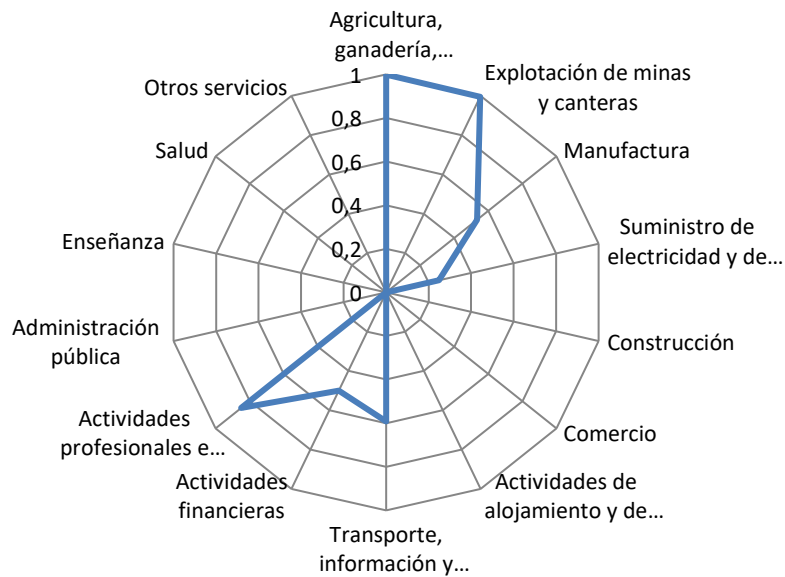 Agricultura,
ganadería,...
Explotación de minas
y canteras
Manufactura
Suministro de
electricidad y de...
Construcción
Comercio
Actividades de
alojamiento y de...
Transporte,
información y...
Actividades
financieras
Actividades
profesionales e...
Administración
pública
Enseñanza
Salud
Otros servicios
1
0,8
0,6
0,4
0,2
0